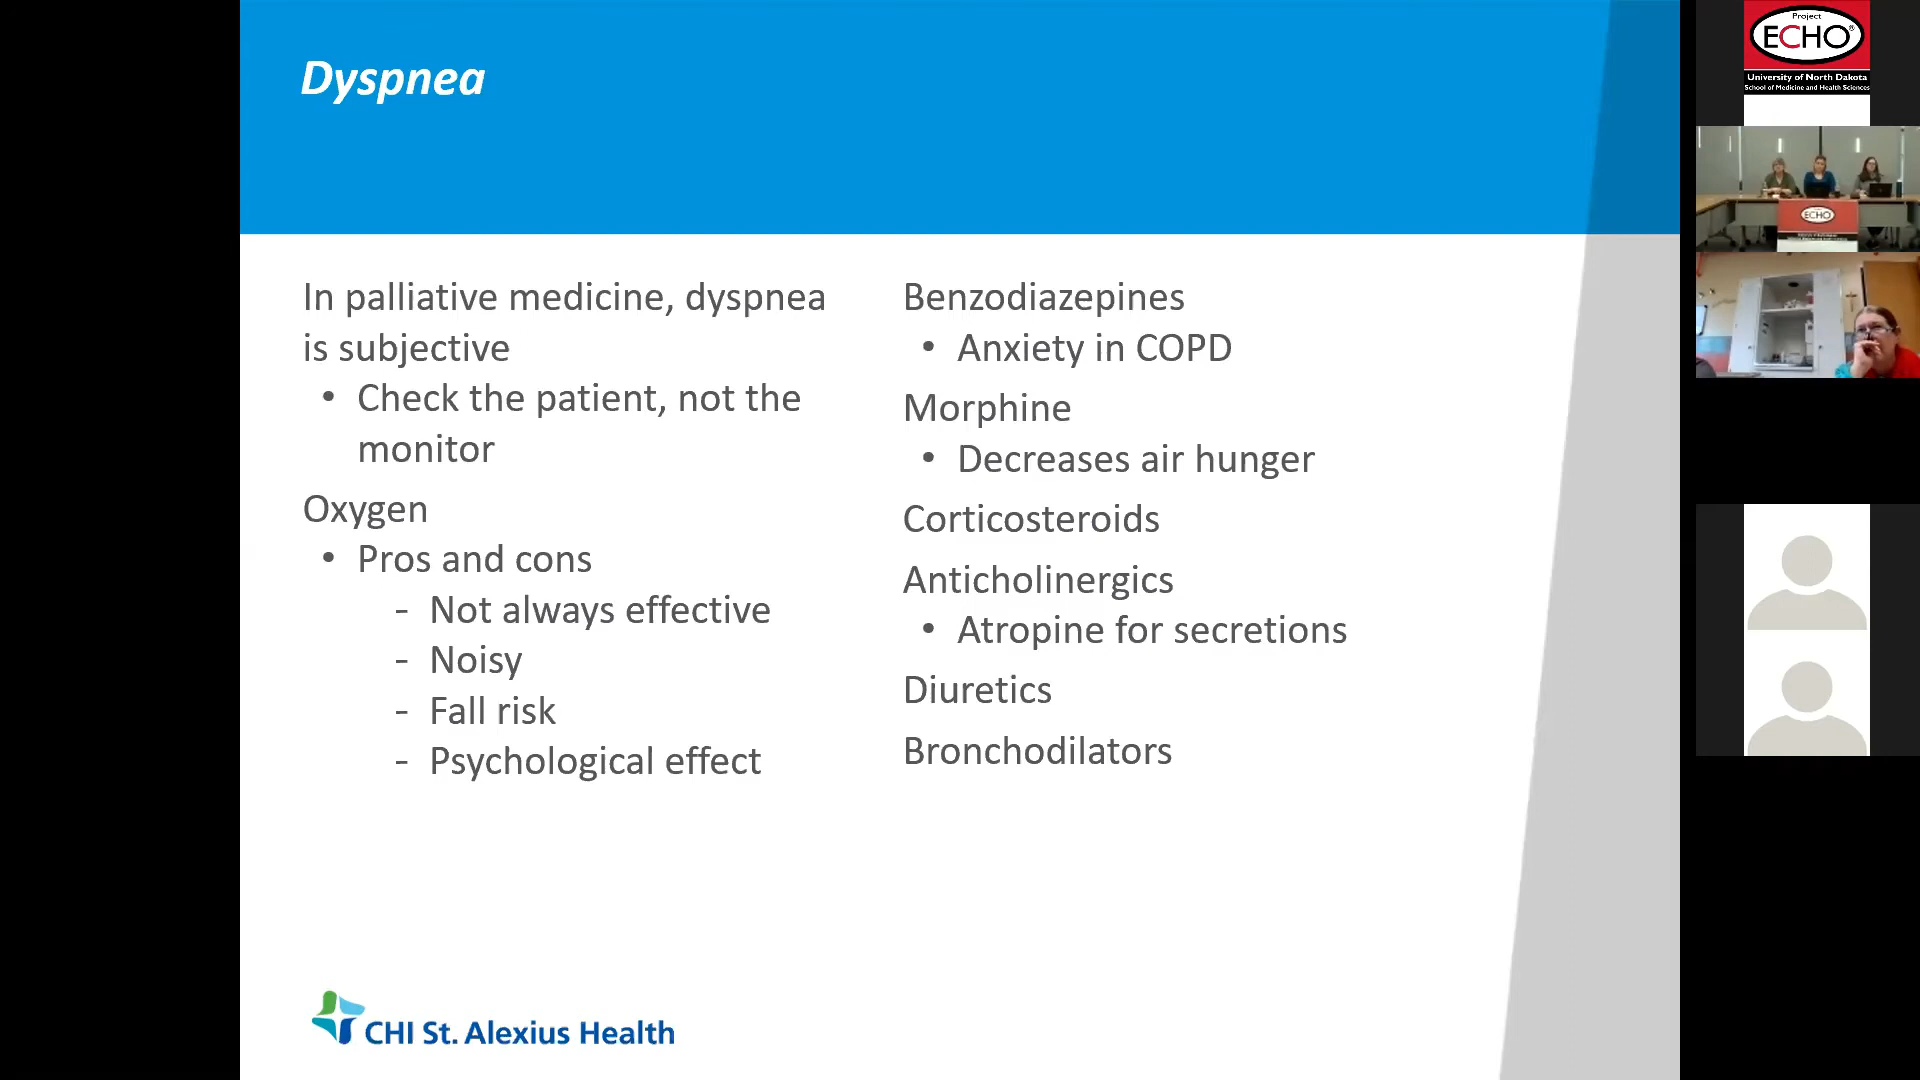 Dyspnea
In palliative medicine, dyspnea
is subjective
• Check the patient, not the
monitor
Oxygen
• Pros and cons
- Not always effective
- Noisy
- Fall risk
- Psychological effect
Benzodiazepines
• Anxiety in COPD
Morphine
• Decreases air hunger
Corticosteroids
Anticholinergics
• Atropine for secretions
Diuretics
Bronchodilators
CHI St. Alexius Health
Project
ECHO®
University of North Dakota
School of Medicine and Health Sciences
ECHO